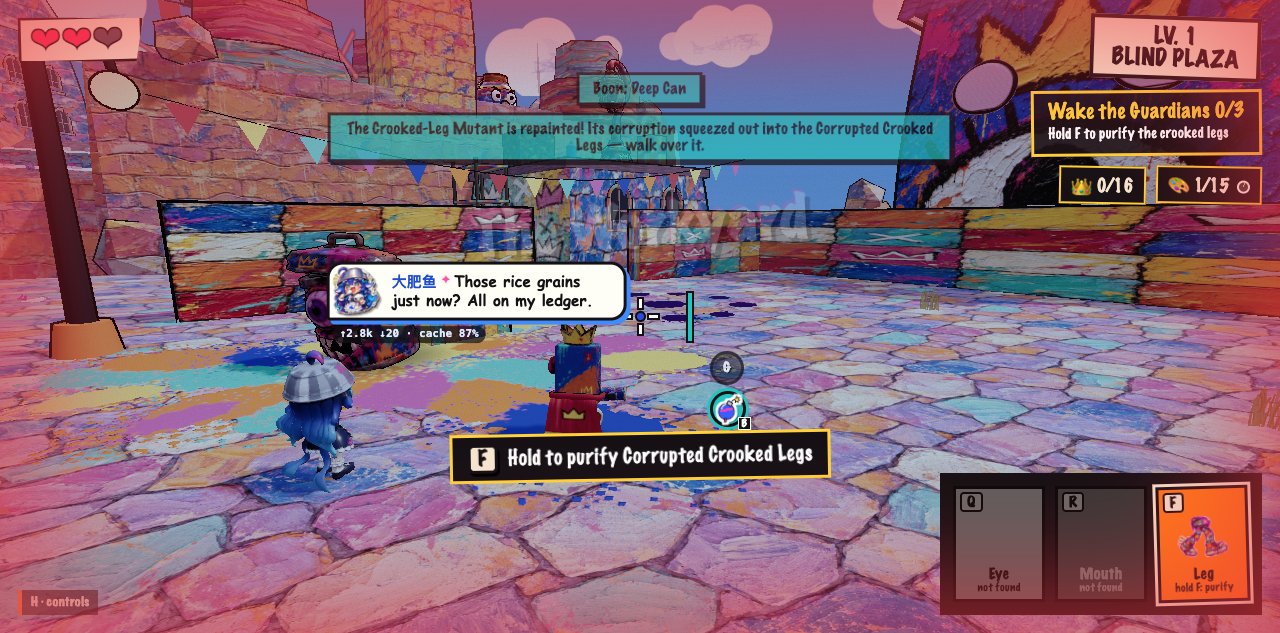 LV. 1
BLIND PLAZA
Boon: Deep Can
Wake the Guardians 0/3
Hold F to purify the crooked legs
The Crooked-Leg Mutant is repainted! Its corruption squeezed out into the Corrupted Crooked
Legs — walk over it.
0/16
1/15
大肥鱼 Those rice grains
just now? All on my ledger.
↑2.8k ↓20 · cache 87%
G
B
F Hold to purify Corrupted Crooked Legs
Q
Eye
not found
R
Mouth
not found
F
Leg
hold F: purify
H · controls